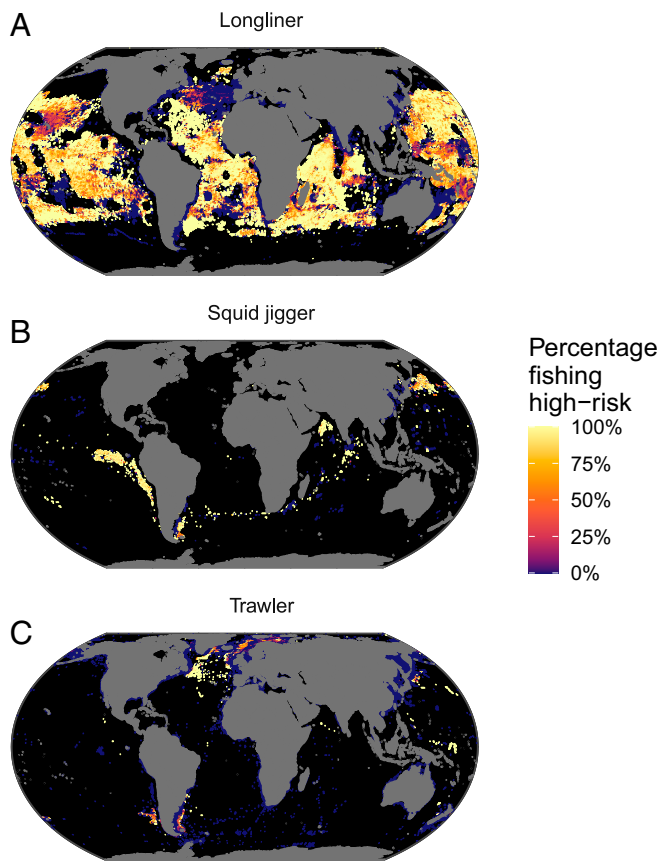 A
Longliner
B
Squid jigger
Percentage
fishing
high−risk
100%
75%
50%
25%
0%
C
Trawler